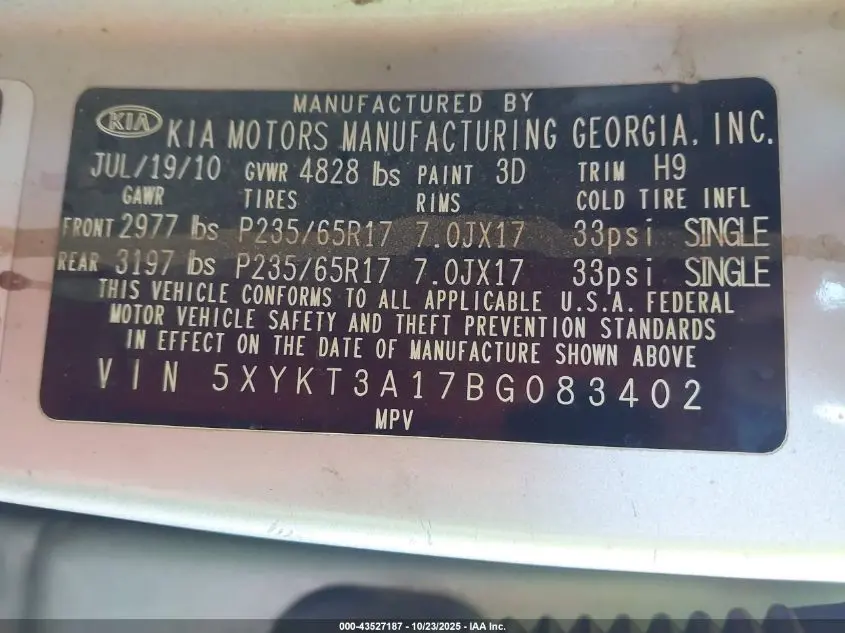 MANUFACTURED BY
KIA KIA MOTORS MANUFACTURING GEORGIA, INC.
JUL/19/10 GVWR 4828 lbs PAINT 3D TRIM H9
GAWR TIRES RIMS COLD TIRE INFL
FRONT 2977 lbs P235/65R17 7.0JX17 33psi SINGLE
REAR 3197 lbs P235/65R17 7.0JX17 33psi SINGLE
THIS VEHICLE CONFORMS TO ALL APPLICABLE U.S.A. FEDERAL
MOTOR VEHICLE SAFETY AND THEFT PREVENTION STANDARDS
IN EFFECT ON THE DATE OF MANUFACTURE SHOWN ABOVE
VIN 5XYKT3A17BG083402
MPV
000-43527187 - 10/23/2025 - IAA Inc.